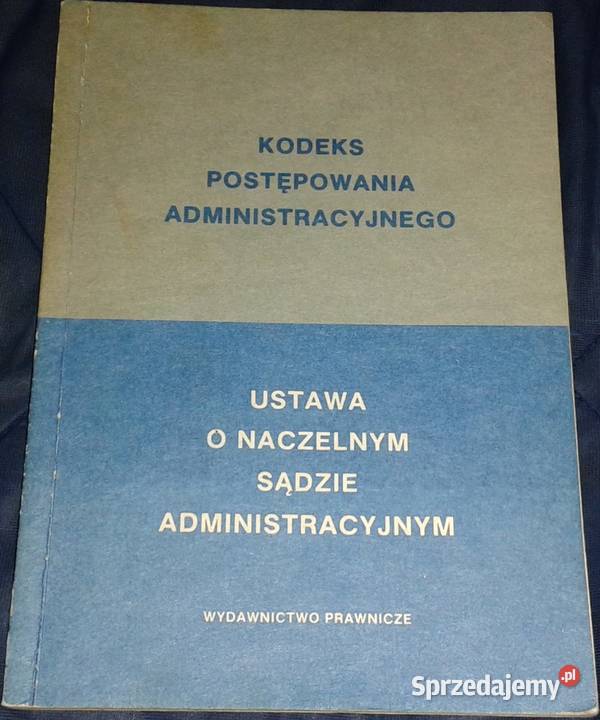 KODEKS
POSTĘPOWANIA
ADMINISTRACYJNEGO
USTAWA
O NACZELNYM
SĄDZIE
ADMINISTRACYJNYM
WYDAWNICTWO PRAWNICZE
Sprzedajemy.pl